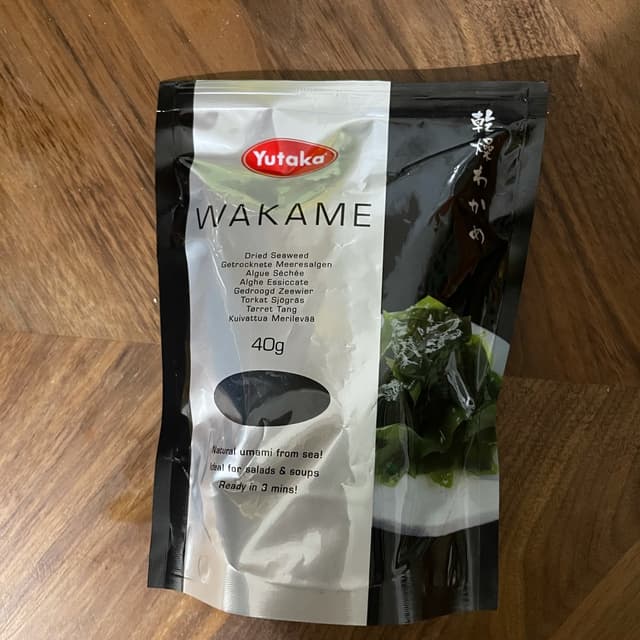 Yutaka
WAKAME
Dried Seaweed
Getrocknete Meeresalgen
Algue Séchée
Alghe Essiccate
Gedroogd Zeewier
Torkat Sjögräs
Tørret Tang
Kuivattua Merilevää
40g
Natural umami from sea!
Ideal for salads & soups
Ready in 3 mins!
乾燥わかめ